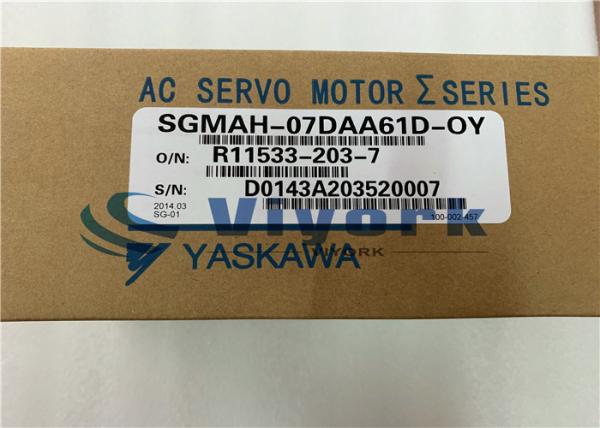 AC SERVO MOTOR Σ SERIES
SGMAH-07DAA61D-OY
O/N: R11533-203-7
S/N: D0143A203520007
2014.03
SG-01
100-002-457
Viyork
VIYORK
YASKAWA